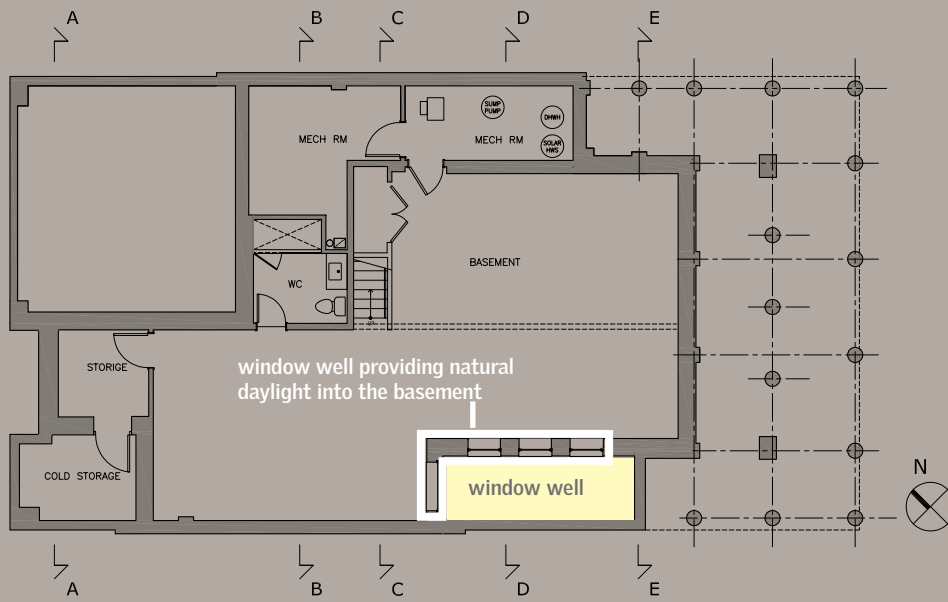 A
B
C
D
E
MECH RM
SUMP
PUMP
MECH RM
DHWH
SOLAR
HWS
BASEMENT
WC
UP
STORIGE
window well providing natural
daylight into the basement
COLD STORAGE
window well
N
A
B
C
D
E